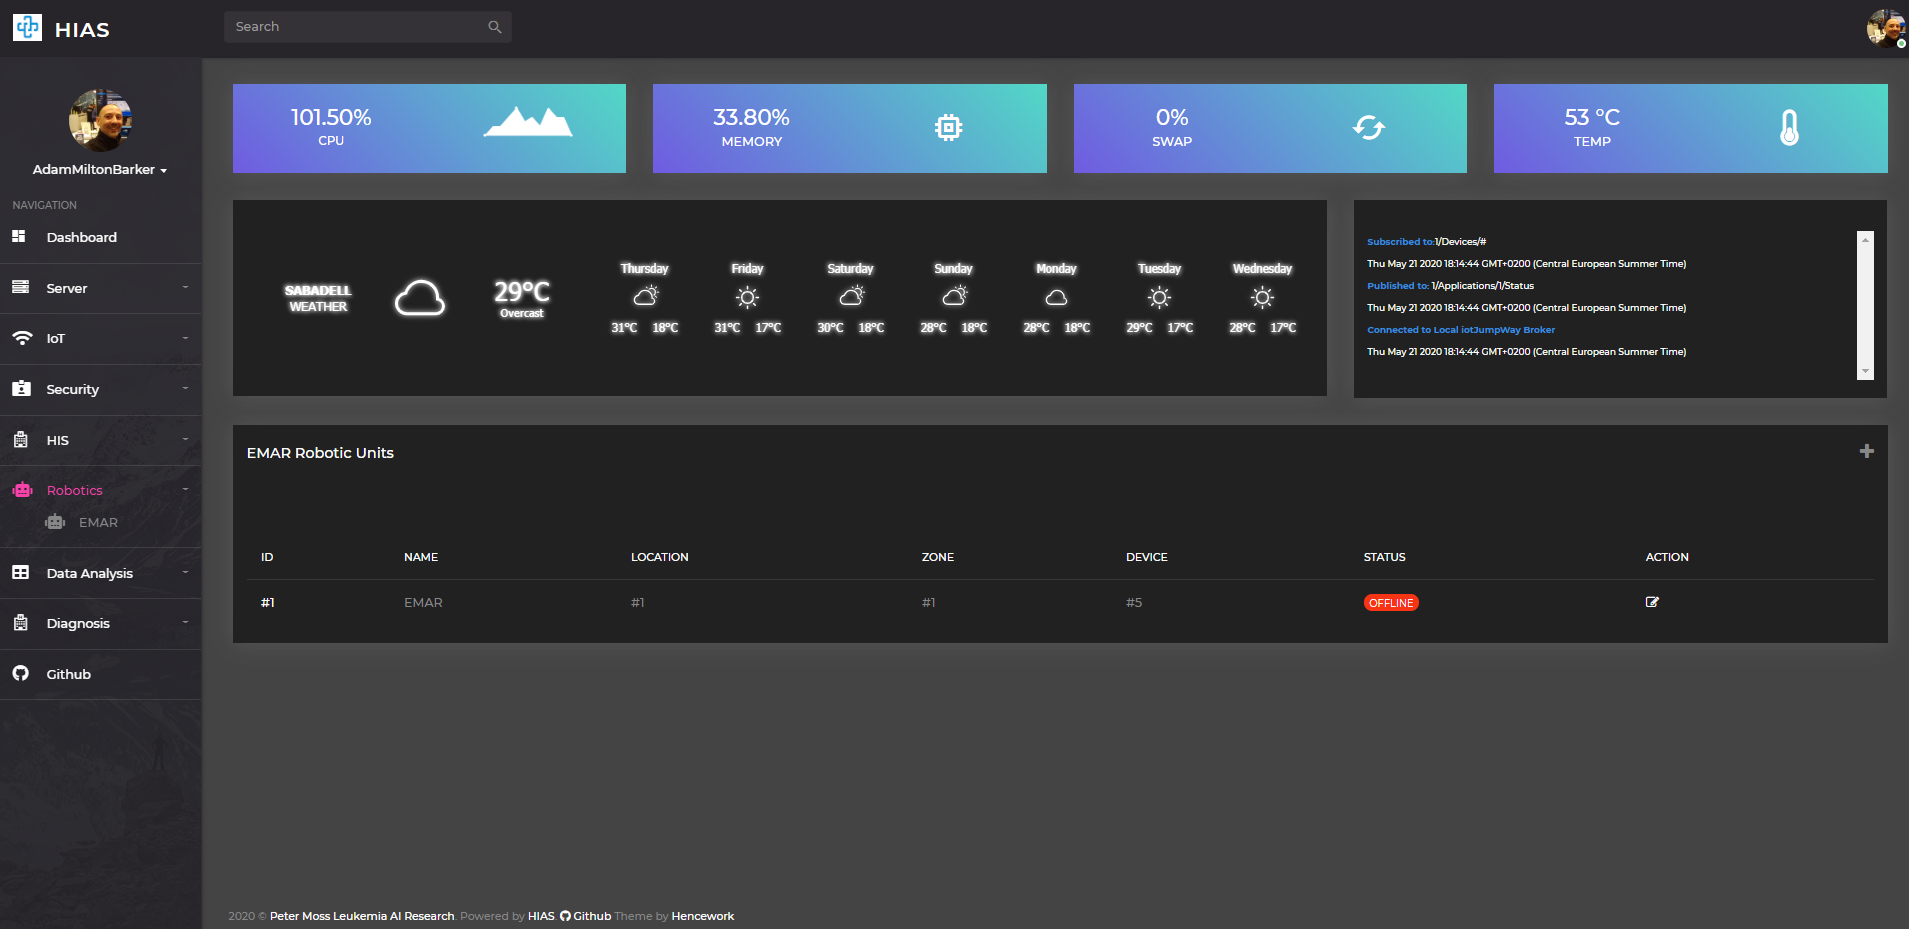 HIAS
Search
AdamMiltonBarker
NAVIGATION
Dashboard
Server
IoT
Security
HIS
Robotics
EMAR
Data Analysis
Diagnosis
Github
101.50%
CPU
33.80%
MEMORY
0%
SWAP
53 °C
TEMP
SABADELL
WEATHER
29°C
Overcast
Thursday
31°C 18°C
Friday
31°C 17°C
Saturday
30°C 18°C
Sunday
28°C 18°C
Monday
28°C 18°C
Tuesday
29°C 17°C
Wednesday
28°C 17°C
Subscribed to:1/Devices/#
Thu May 21 2020 18:14:44 GMT+0200 (Central European Summer Time)
Published to: 1/Applications/1/Status
Thu May 21 2020 18:14:44 GMT+0200 (Central European Summer Time)
Connected to Local iotJumpWay Broker
Thu May 21 2020 18:14:44 GMT+0200 (Central European Summer Time)
EMAR Robotic Units
ID NAME LOCATION ZONE DEVICE STATUS ACTION
#1 EMAR #1 #1 #5 OFFLINE
2020 © Peter Moss Leukemia AI Research. Powered by HIAS. Github Theme by Hencework